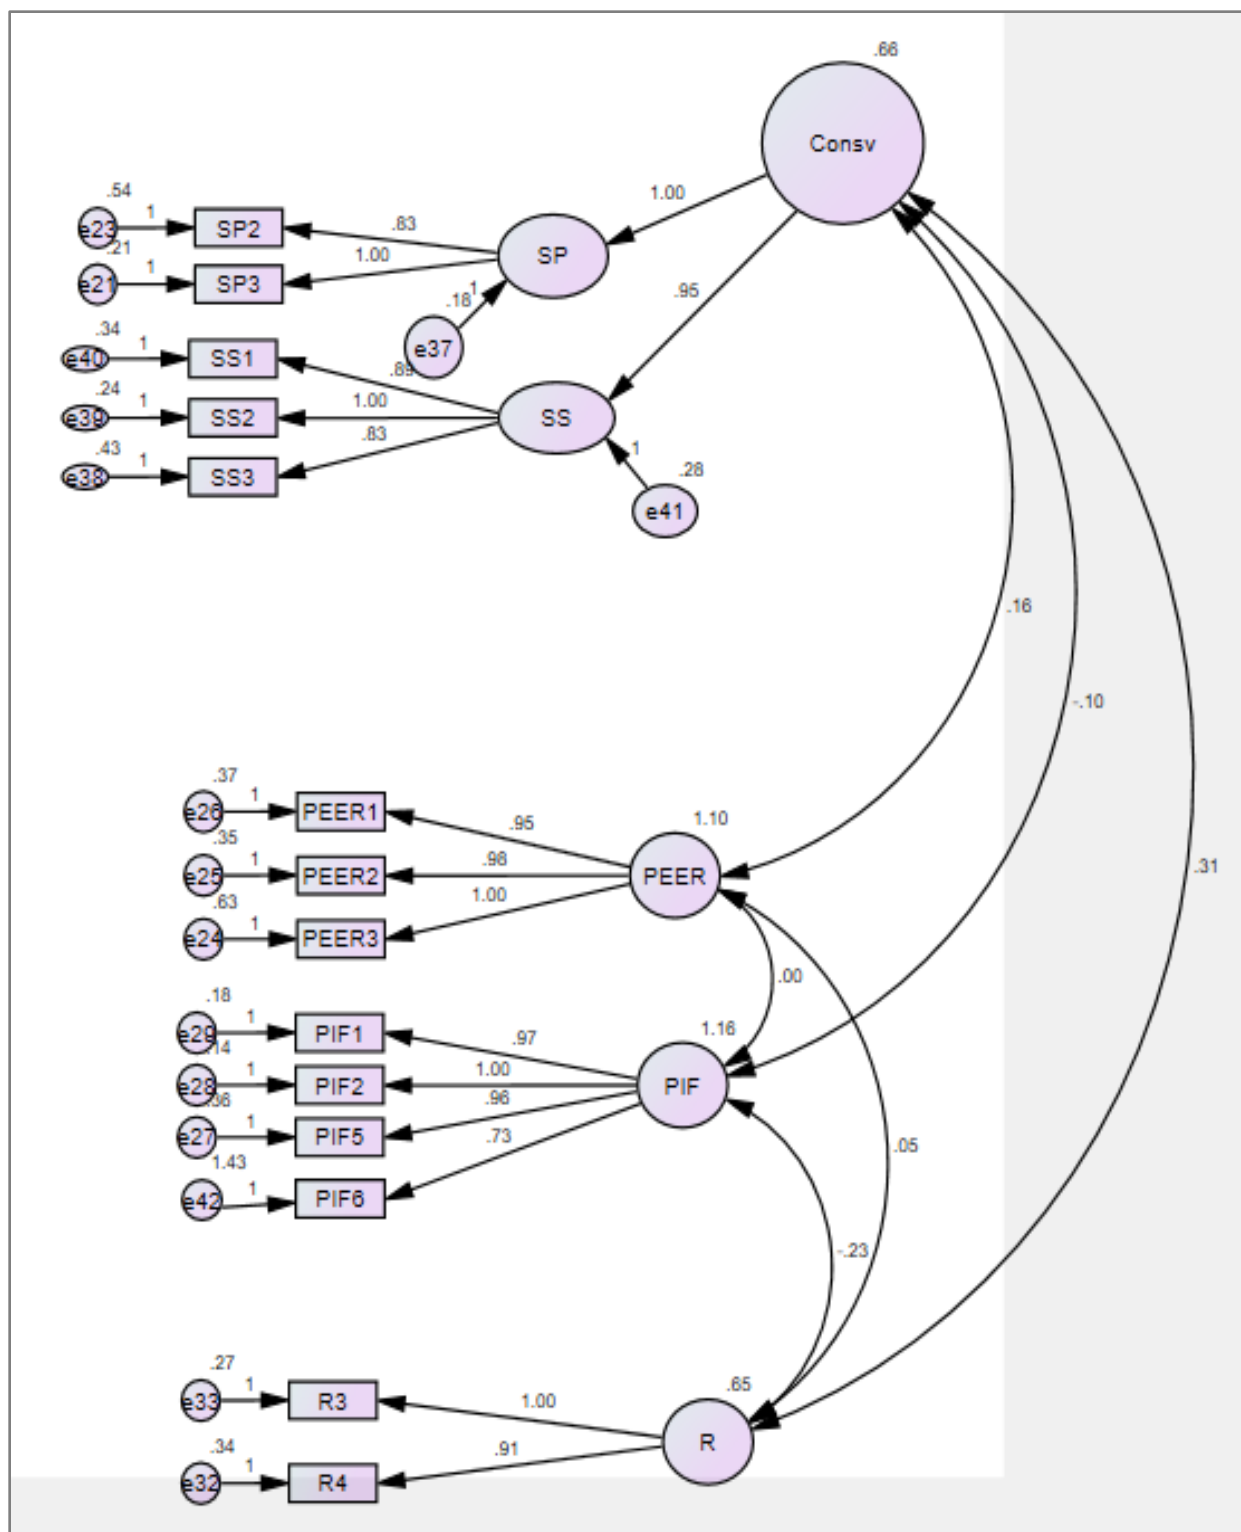 .66
Consv
1.00
.95
.54
e23
1
SP2
.83
.21
e21
1
SP3
1.00
SP
.18
1
e37
.34
e40
1
SS1
.89
.24
e39
1
SS2
1.00
SS
.43
e38
1
SS3
.83
1
.28
e41
.16
-.10
.31
.37
e26
1
PEER1
.95
1.10
.35
e25
1
PEER2
.98
PEER
.63
e24
1
PEER3
1.00
.00
.18
e29
1
PIF1
.97
1.16
.14
e28
1
PIF2
1.00
PIF
.36
e27
1
PIF5
.96
1.43
e42
1
PIF6
.73
.05
-.23
.27
e33
1
R3
1.00
.65
R
.34
e32
1
R4
.91